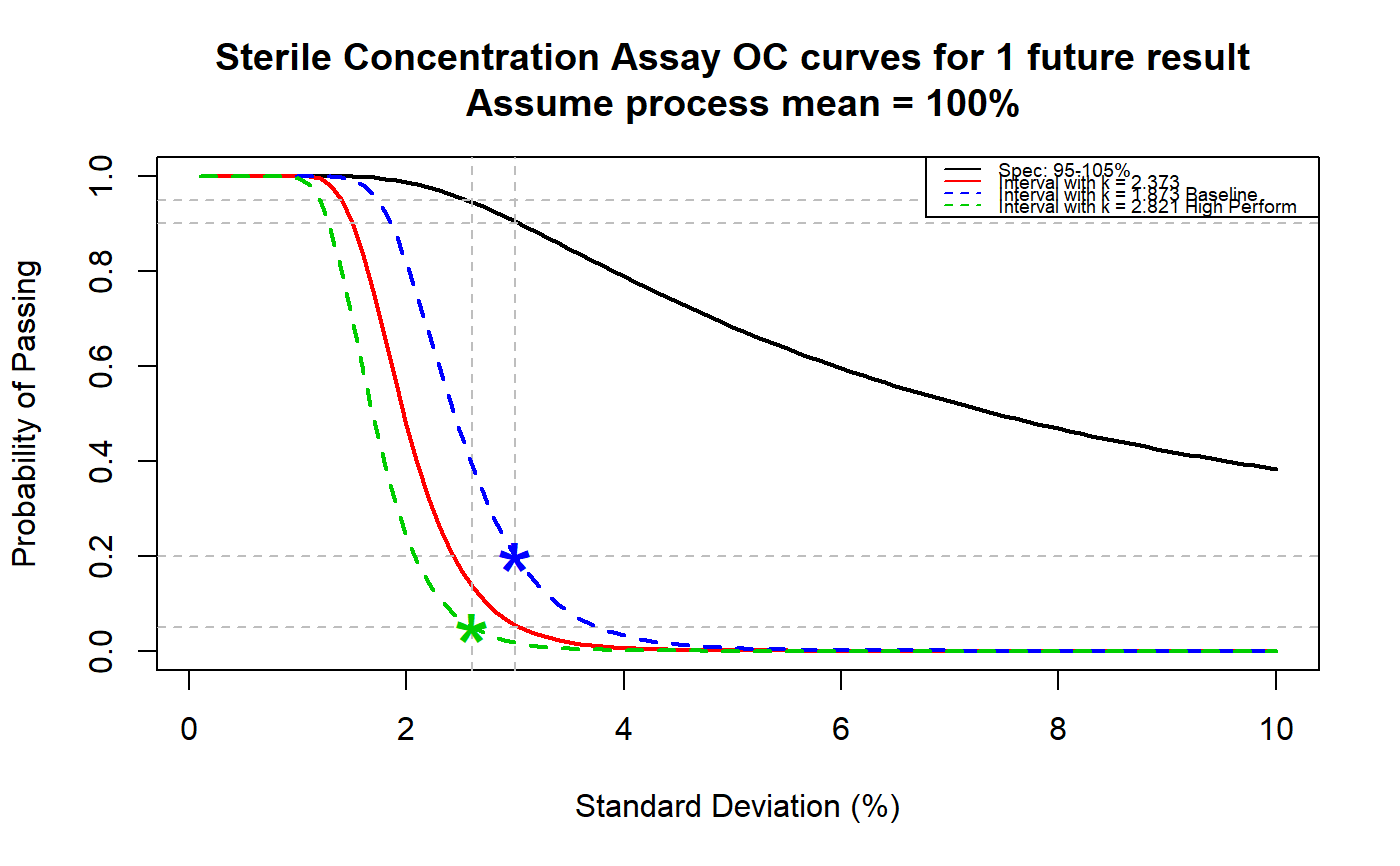 Sterile Concentration Assay OC curves for 1 future result
Assume process mean = 100%
Probability of Passing
1.0
0.8
0.6
0.4
0.2
0.0
Spec: 95-105%
Interval with k = 2.373
Interval with k = Baseline
Interval with k = 2.821 High Perform
0 2 4 6 8 10
Standard Deviation (%)